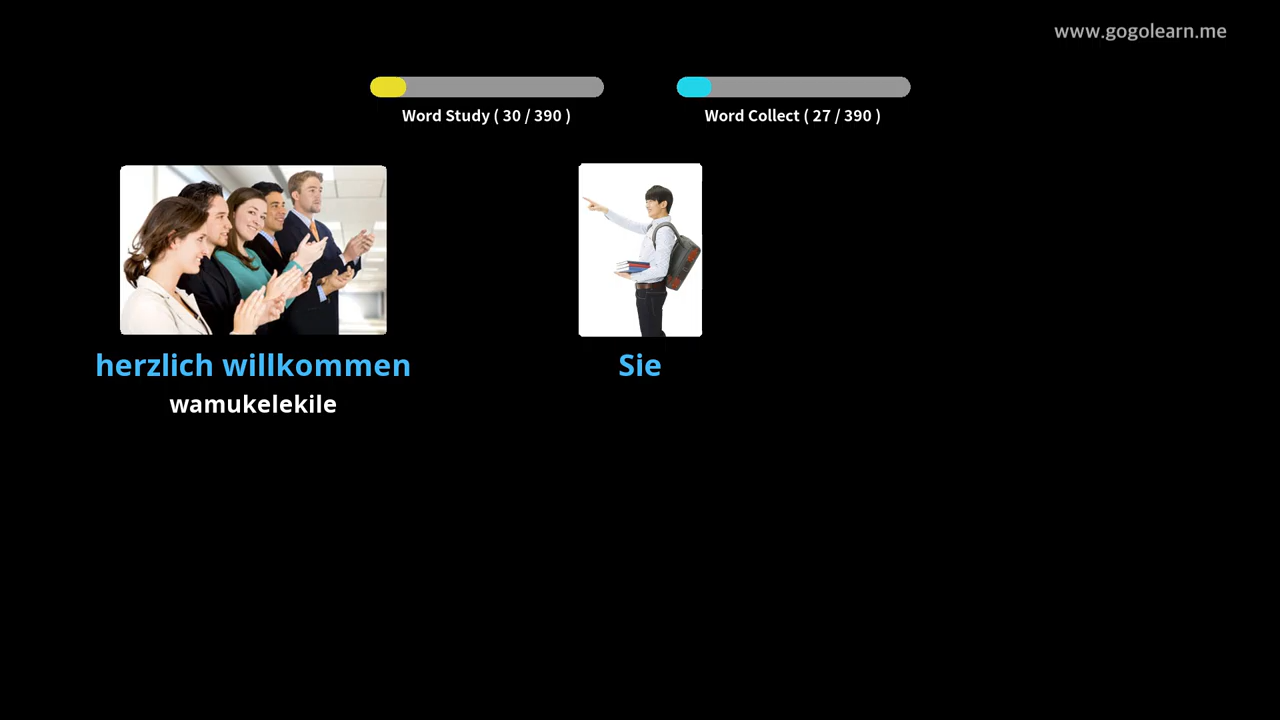 www.gogolearn.me
Word Study ( 30 / 390 )
Word Collect ( 27 / 390 )
herzlich willkommen
wamukelekile
Sie